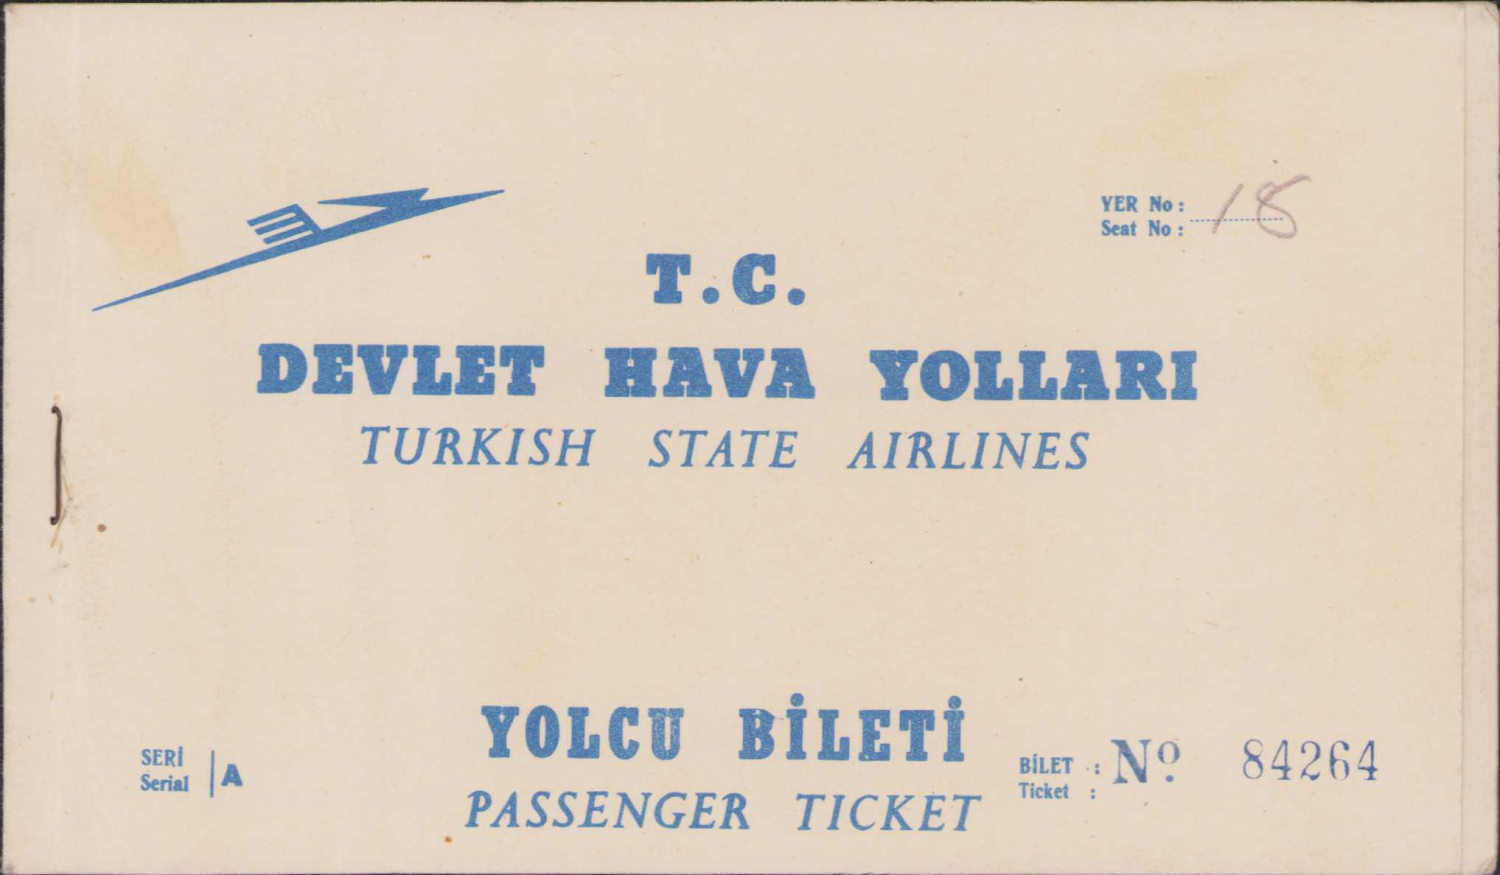 YER No :
Seat No : 18
T.C.
DEVLET HAVA YOLLARI
TURKISH STATE AIRLINES
YOLCU BİLETİ
PASSENGER TICKET
SERİ
Serial
A
BİLET :
Ticket :
Nº 84264